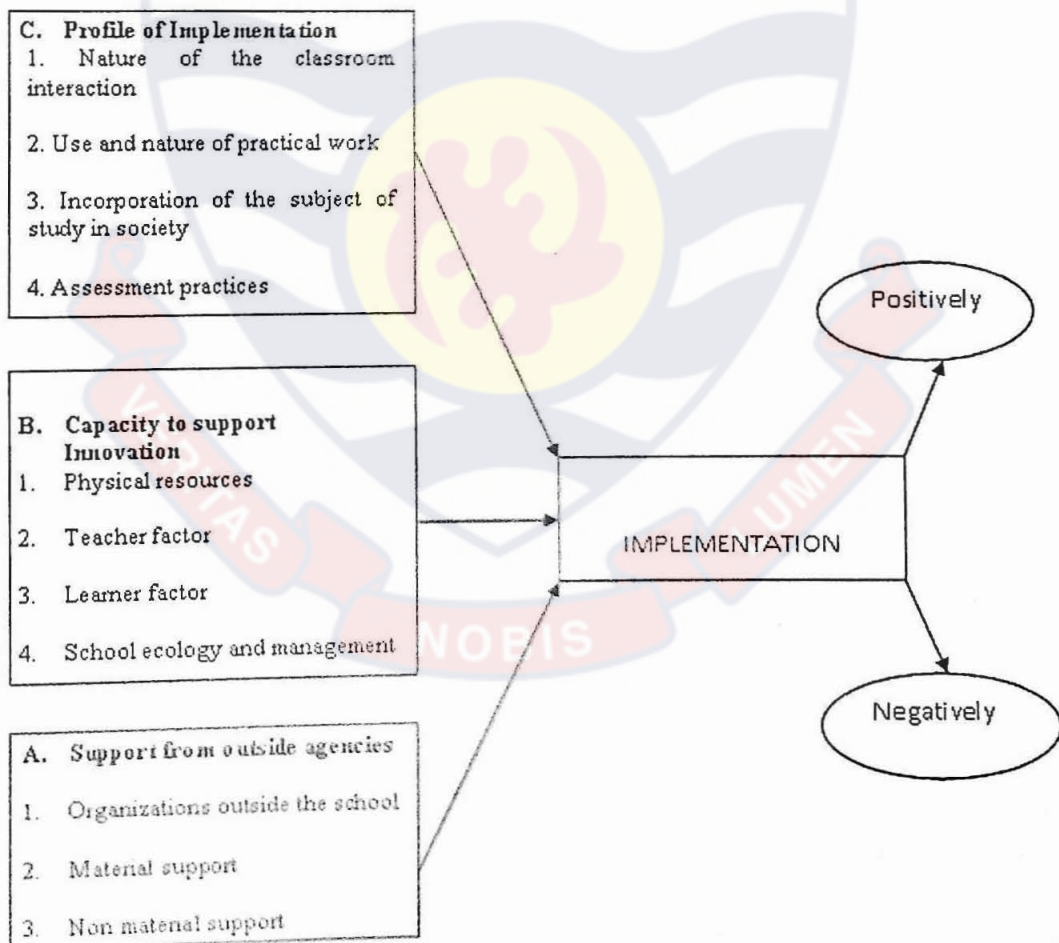 C. Profile of Implementation
1. Nature of the classroom
interaction
2. Use and nature of practical work
3. Incorporation of the subject of
study in society
4. Assessment practices
B. Capacity to support
Innovation
1. Physical resources
2. Teacher factor
3. Learner factor
4. School ecology and management
A. Support from outside agencies
1. Organizations outside the school
2. Material support
3. Non material support
IMPLEMENTATION
Positively
Negatively
VERITAS
NOBIS
LUMEN